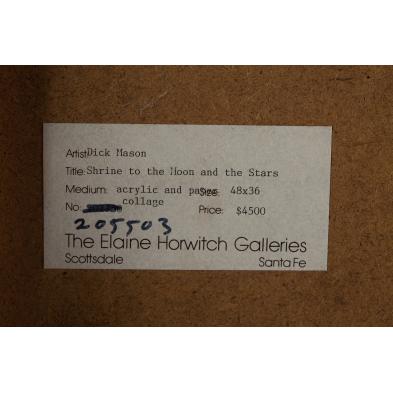 Artist: Dick Mason
Title: Shrine to the Moon and the Stars
Medium: acrylic and paper Size: 48x36
No: collage Price: $4500
205503
The Elaine Horwitch Galleries
Scottsdale Santa Fe